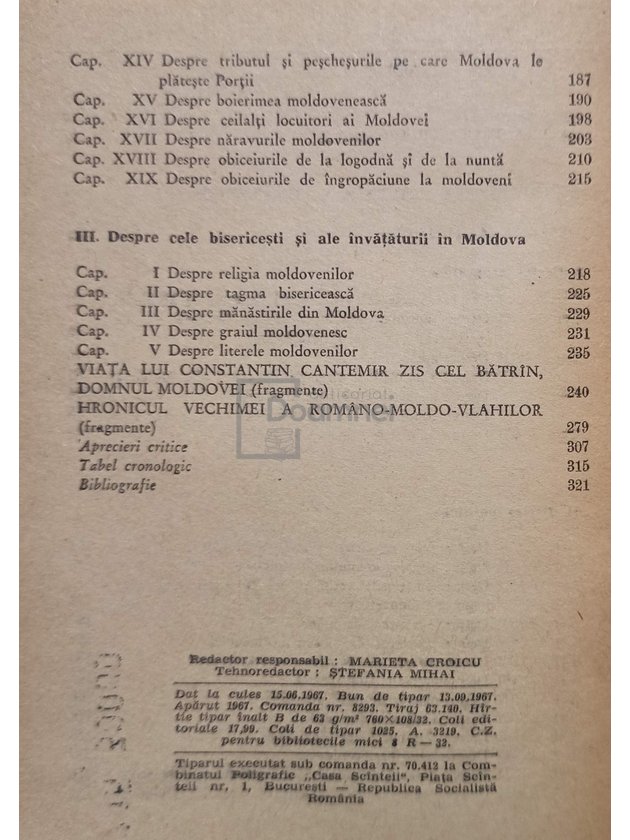 Cap. XIV Despre tributul și peșcheșurile pe care Moldova le
plătește Porții 187
Cap. XV Despre boierimea moldovenească 190
Cap. XVI Despre ceilalți locuitori ai Moldovei 198
Cap. XVII Despre năravurile moldovenilor 203
Cap. XVIII Despre obiceiurile de la logodnă și de la nuntă 210
Cap. XIX Despre obiceiurile de îngropăciune la moldoveni 215
III. Despre cele bisericești și ale învățăturii în Moldova
Cap. I Despre religia moldovenilor 218
Cap. II Despre tagma bisericească 225
Cap. III Despre mănăstirile din Moldova 229
Cap. IV Despre graiul moldovenesc 231
Cap. V Despre literele moldovenilor 235
VIAȚA LUI CONSTANTIN CANTEMIR ZIS CEL BĂTRÎN,
DOMNUL MOLDOVEI (fragmente) 240
HRONICUL VECHIMEI A ROMÂNO-MOLDO-VLAHILOR
(fragmente) 279
Aprecieri critice 307
Tabel cronologic 315
Bibliografie 321
Redactor responsabil : MARIETA CROICU
Tehnoredactor : ȘTEFANIA MIHAI
Dat la cules 15.06.1967. Bun de tipar 13.09.1967.
Apărut 1967. Comanda nr. 8293. Tiraj 63.140. Hîr-
tie tipar înalt B de 63 g/m² 760×108/32. Coli edi-
toriale 17,99. Coli de tipar 1025. A. 3219. C.Z.
pentru bibliotecile mici 8 R — 32.
Tiparul executat sub comanda nr. 70.412 la Com-
binatul Poligrafic „Casa Scînteii", Piața Scîn-
teii nr. 1, București — Republica Socialistă
România